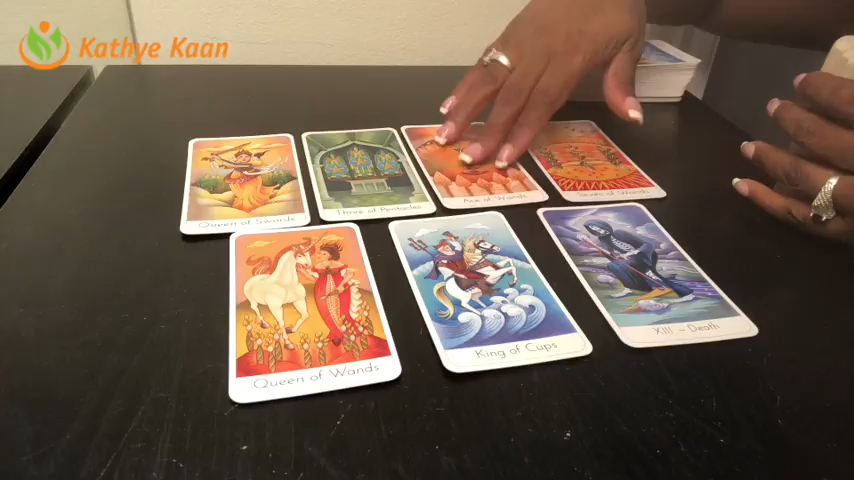 Kathye Kaan
Queen of Swords
Three of Pentacles
Ace of Wands
Seven of Wands
Queen of Wands
King of Cups
XIII - Death